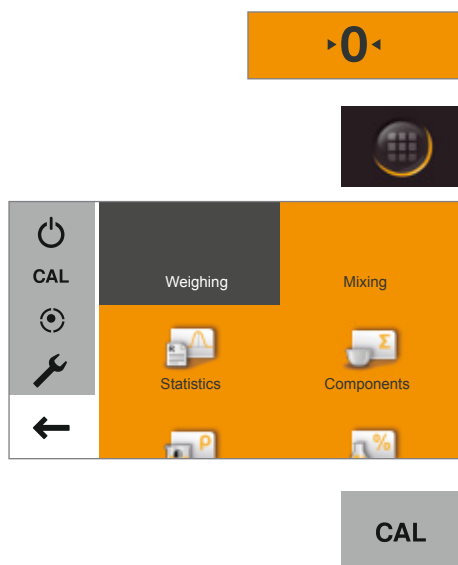 0
CAL
Weighing Mixing
Statistics Components
Σ
ρ %
CAL